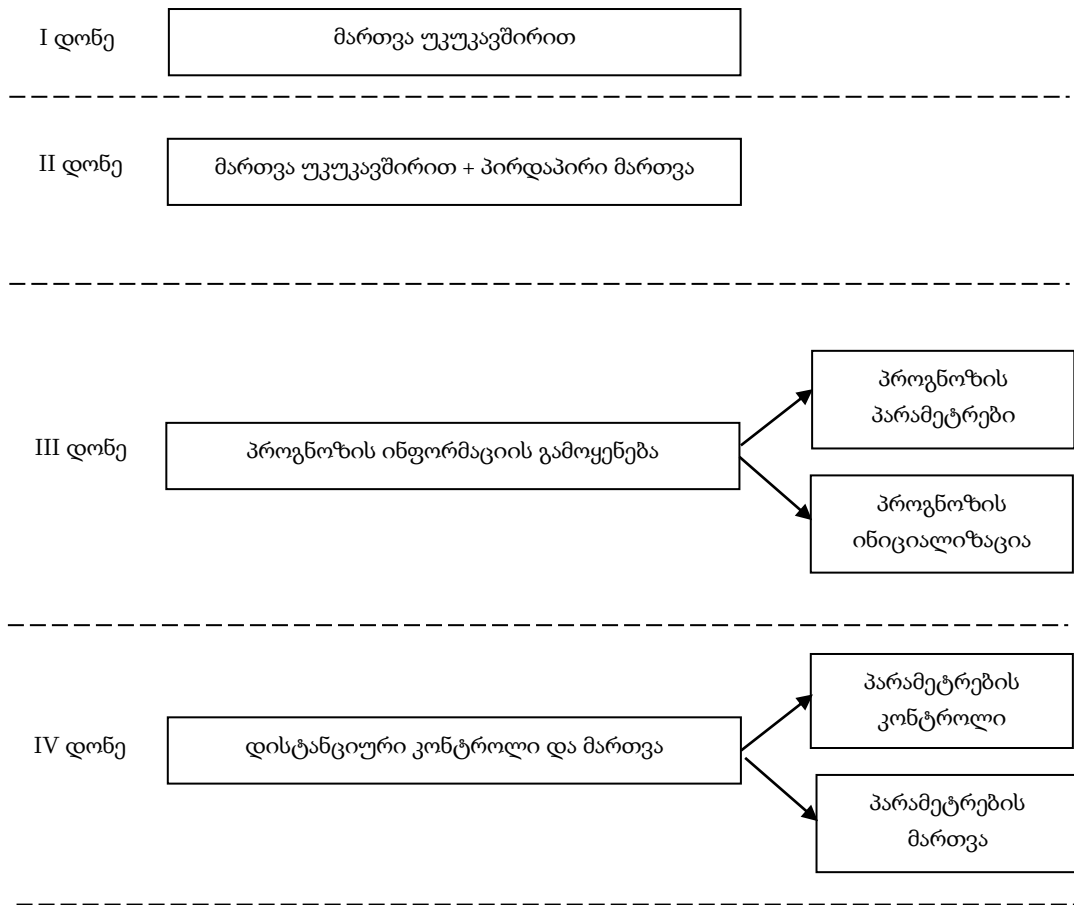 I დონე
მართვა უკუკავშირით
II დონე
მართვა უკუკავშირით + პირდაპირი მართვა
III დონე
პროგნოზის ინფორმაციის გამოყენება
პროგნოზის
პარამეტრები
პროგნოზის
ინიციალიზაცია
IV დონე
დისტანციური კონტროლი და მართვა
პარამეტრების
კონტროლი
პარამეტრების
მართვა